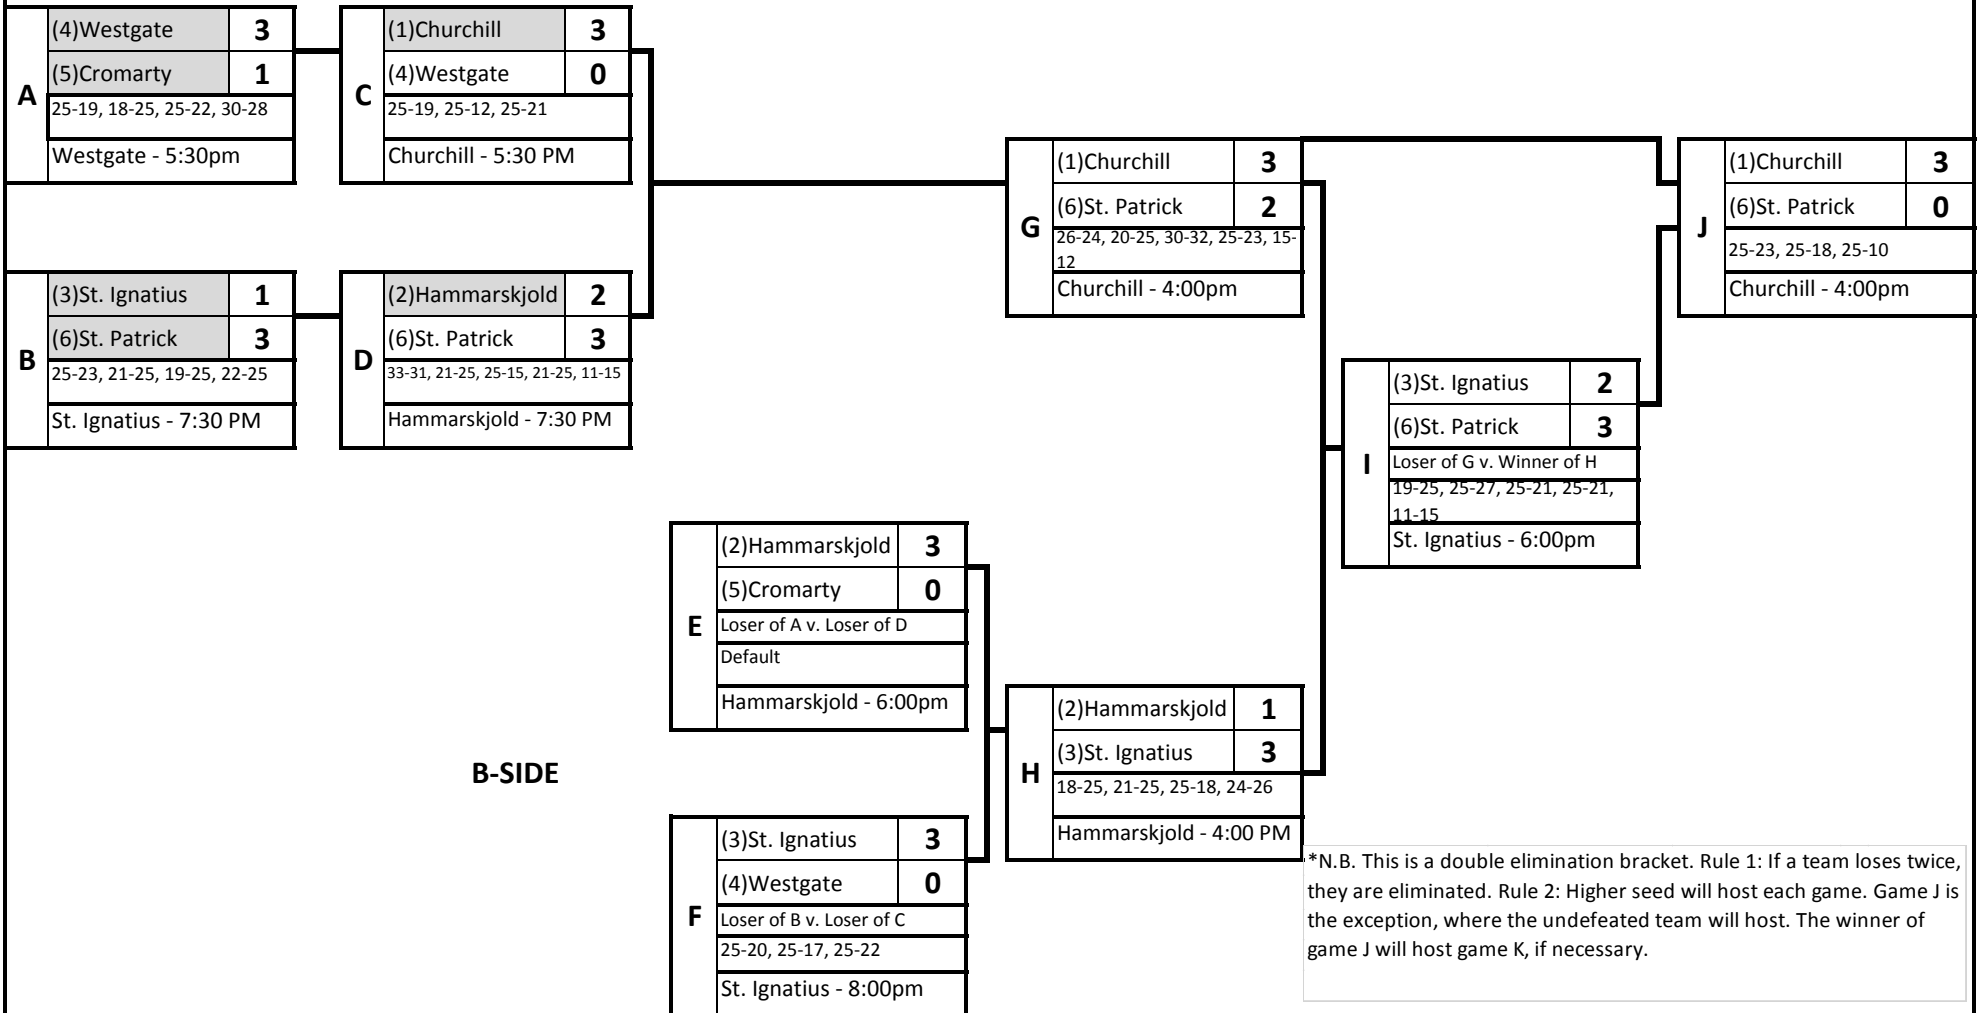 A
(4)Westgate 3
(5)Cromarty 1
25-19, 18-25, 25-22, 30-28
Westgate - 5:30pm
C
(1)Churchill 3
(4)Westgate 0
25-19, 25-12, 25-21
Churchill - 5:30 PM
B
(3)St. Ignatius 1
(6)St. Patrick 3
25-23, 21-25, 19-25, 22-25
St. Ignatius - 7:30 PM
D
(2)Hammarskjold 2
(6)St. Patrick 3
33-31, 21-25, 25-15, 21-25, 11-15
Hammarskjold - 7:30 PM
G
(1)Churchill 3
(6)St. Patrick 2
26-24, 20-25, 30-32, 25-23, 15-
12
Churchill - 4:00pm
J
(1)Churchill 3
(6)St. Patrick 0
25-23, 25-18, 25-10
Churchill - 4:00pm
I
(3)St. Ignatius 2
(6)St. Patrick 3
Loser of G v. Winner of H
19-25, 25-27, 25-21, 25-21,
11-15
St. Ignatius - 6:00pm
E
(2)Hammarskjold 3
(5)Cromarty 0
Loser of A v. Loser of D
Default
Hammarskjold - 6:00pm
B-SIDE
H
(2)Hammarskjold 1
(3)St. Ignatius 3
18-25, 21-25, 25-18, 24-26
Hammarskjold - 4:00 PM
F
(3)St. Ignatius 3
(4)Westgate 0
Loser of B v. Loser of C
25-20, 25-17, 25-22
St. Ignatius - 8:00pm
*N.B. This is a double elimination bracket. Rule 1: If a team loses twice,
they are eliminated. Rule 2: Higher seed will host each game. Game J is
the exception, where the undefeated team will host. The winner of
game J will host game K, if necessary.